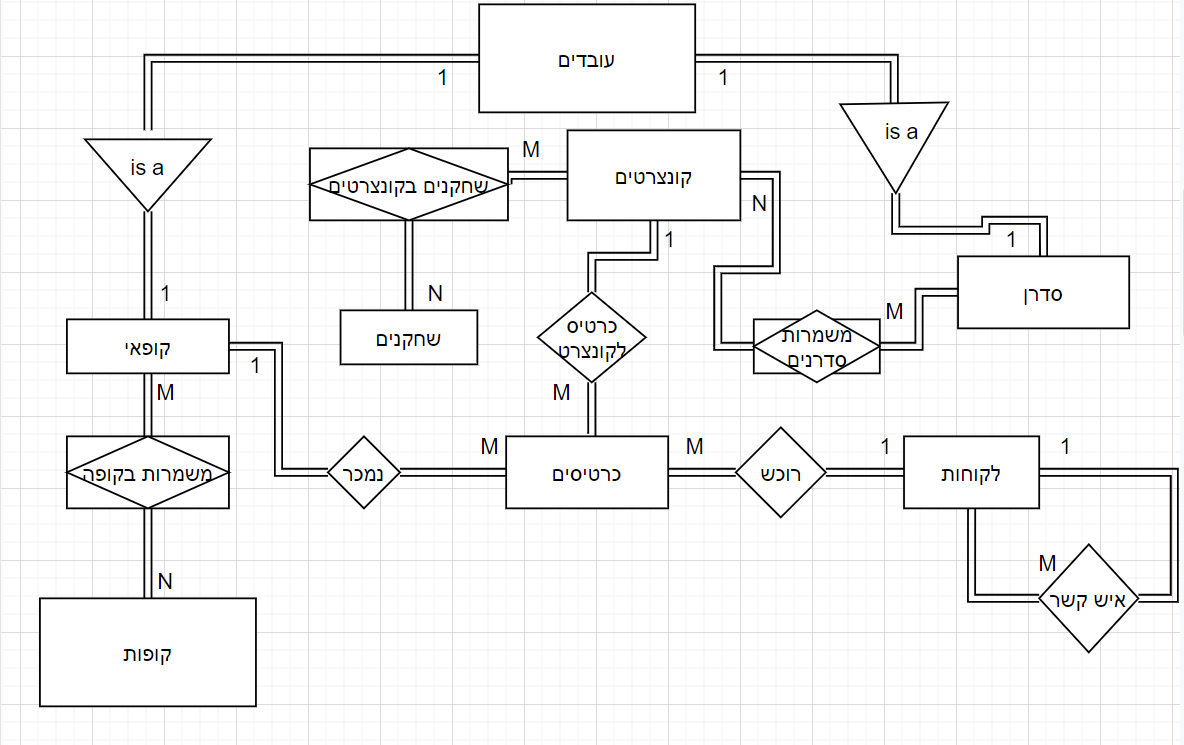 עובדים
1
1
is a
is a
קונצרטים
M
שחקנים בקונצרטים
N
1
1
סדרן
1
N
שחקנים
M
כרטיס
לקונצרט
משמרות
סדרנים
קופאי
1
M
M
M
כרטיסים
M
1
לקוחות
1
נמכר
רוכש
משמרות בקופה
N
M
איש קשר
קופות